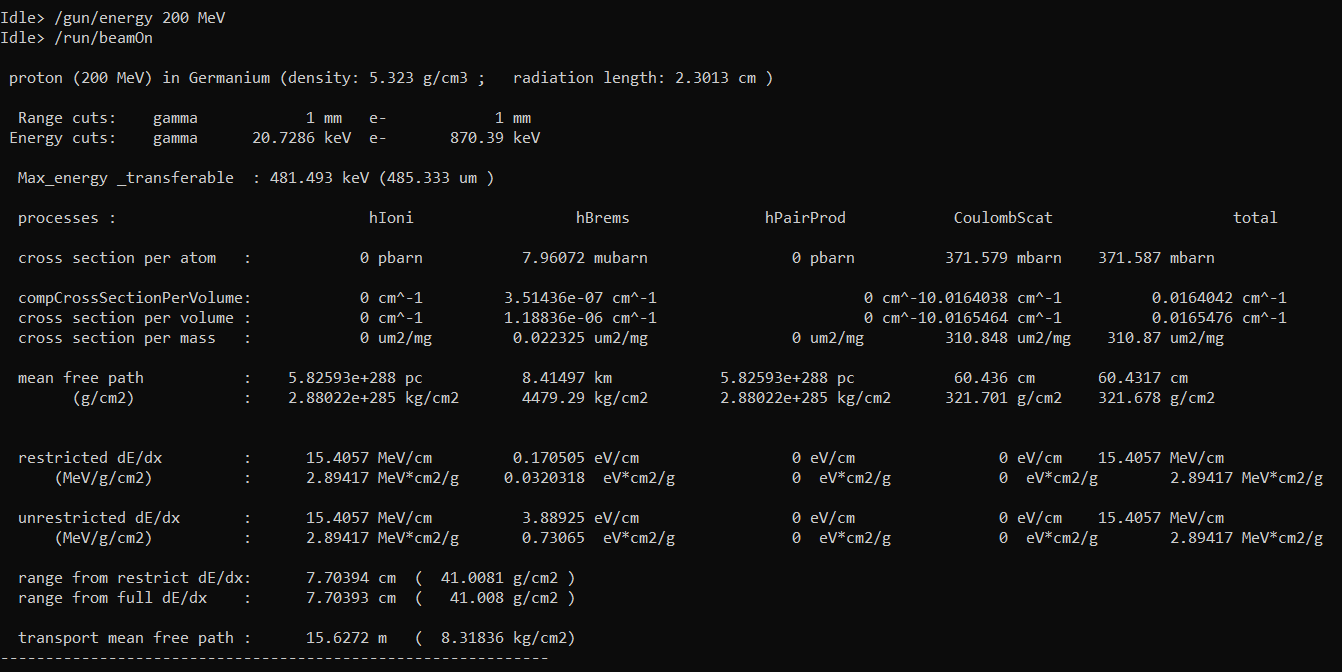 Idle> /gun/energy 200 MeV
Idle> /run/beamOn
proton (200 MeV) in Germanium (density: 5.323 g/cm3 ;   radiation length: 2.3013 cm )
Range cuts:    gamma            1 mm   e-            1 mm
Energy cuts:    gamma      20.7286 keV  e-       870.39 keV
Max_energy _transferable  : 481.493 keV (485.333 um )
processes :                            hIoni                  hBrems               hPairProd            CoulombScat                    total
cross section per atom   :            0 pbarn           7.96072 mubarn                0 pbarn          371.579 mbarn    371.587 mbarn
compCrossSectionPerVolume:            0 cm^-1         3.51436e-07 cm^-1                       0 cm^-10.0164038 cm^-1          0.0164042 cm^-1
cross section per volume :            0 cm^-1         1.18836e-06 cm^-1                       0 cm^-10.0165464 cm^-1          0.0165476 cm^-1
cross section per mass   :            0 um2/mg         0.022325 um2/mg                0 um2/mg         310.848 um2/mg    310.87 um2/mg
mean free path           :    5.82593e+288 pc           8.41497 km            5.82593e+288 pc           60.436 cm       60.4317 cm
(g/cm2)            :    2.88022e+285 kg/cm2       4479.29 kg/cm2        2.88022e+285 kg/cm2      321.701 g/cm2    321.678 g/cm2
restricted dE/dx         :      15.4057 MeV/cm         0.170505 eV/cm                 0 eV/cm                0 eV/cm    15.4057 MeV/cm
(MeV/g/cm2)          :      2.89417 MeV*cm2/g     0.0320318  eV*cm2/g             0  eV*cm2/g            0  eV*cm2/g        2.89417 MeV*cm2/g
unrestricted dE/dx       :      15.4057 MeV/cm          3.88925 eV/cm                 0 eV/cm                0 eV/cm    15.4057 MeV/cm
(MeV/g/cm2)          :      2.89417 MeV*cm2/g       0.73065  eV*cm2/g             0  eV*cm2/g            0  eV*cm2/g        2.89417 MeV*cm2/g
range from restrict dE/dx:      7.70394 cm  (  41.0081 g/cm2 )
range from full dE/dx    :      7.70393 cm  (   41.008 g/cm2 )
transport mean free path :      15.6272 m   (  8.31836 kg/cm2)
-------------------------------------------------------------